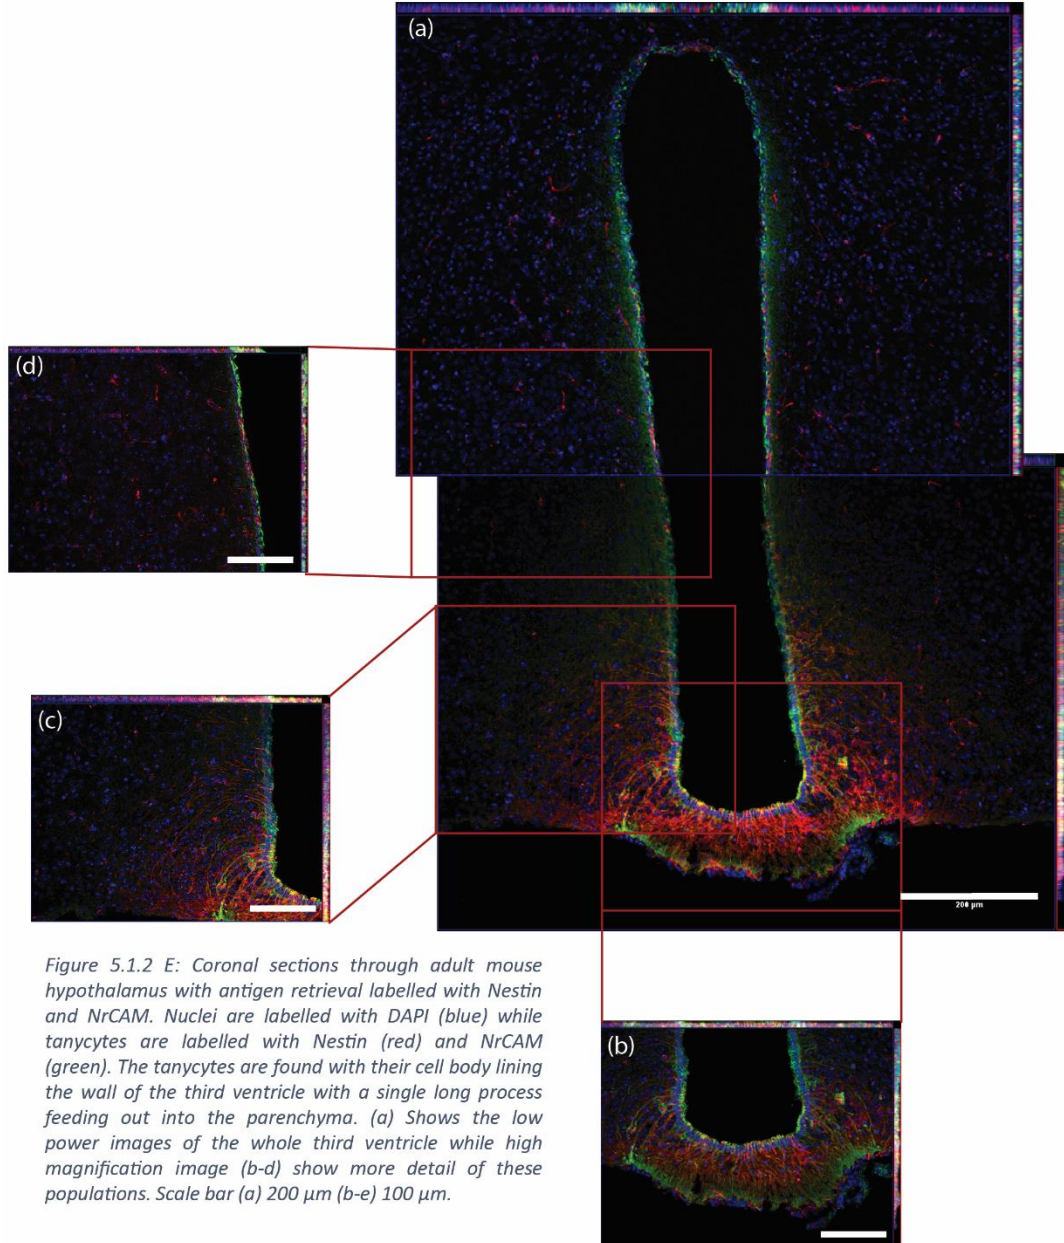 (a)
(d)
(c)
200 µm
Figure 5.1.2 E: Coronal sections through adult mouse
hypothalamus with antigen retrieval labelled with Nestin
and NrCAM. Nuclei are labelled with DAPI (blue) while
tanycytes are labelled with Nestin (red) and NrCAM
(green). The tanycytes are found with their cell body lining
the wall of the third ventricle with a single long process
feeding out into the parenchyma. (a) Shows the low
power images of the whole third ventricle while high
magnification image (b-d) show more detail of these
populations. Scale bar (a) 200 µm (b-e) 100 µm.
(b)